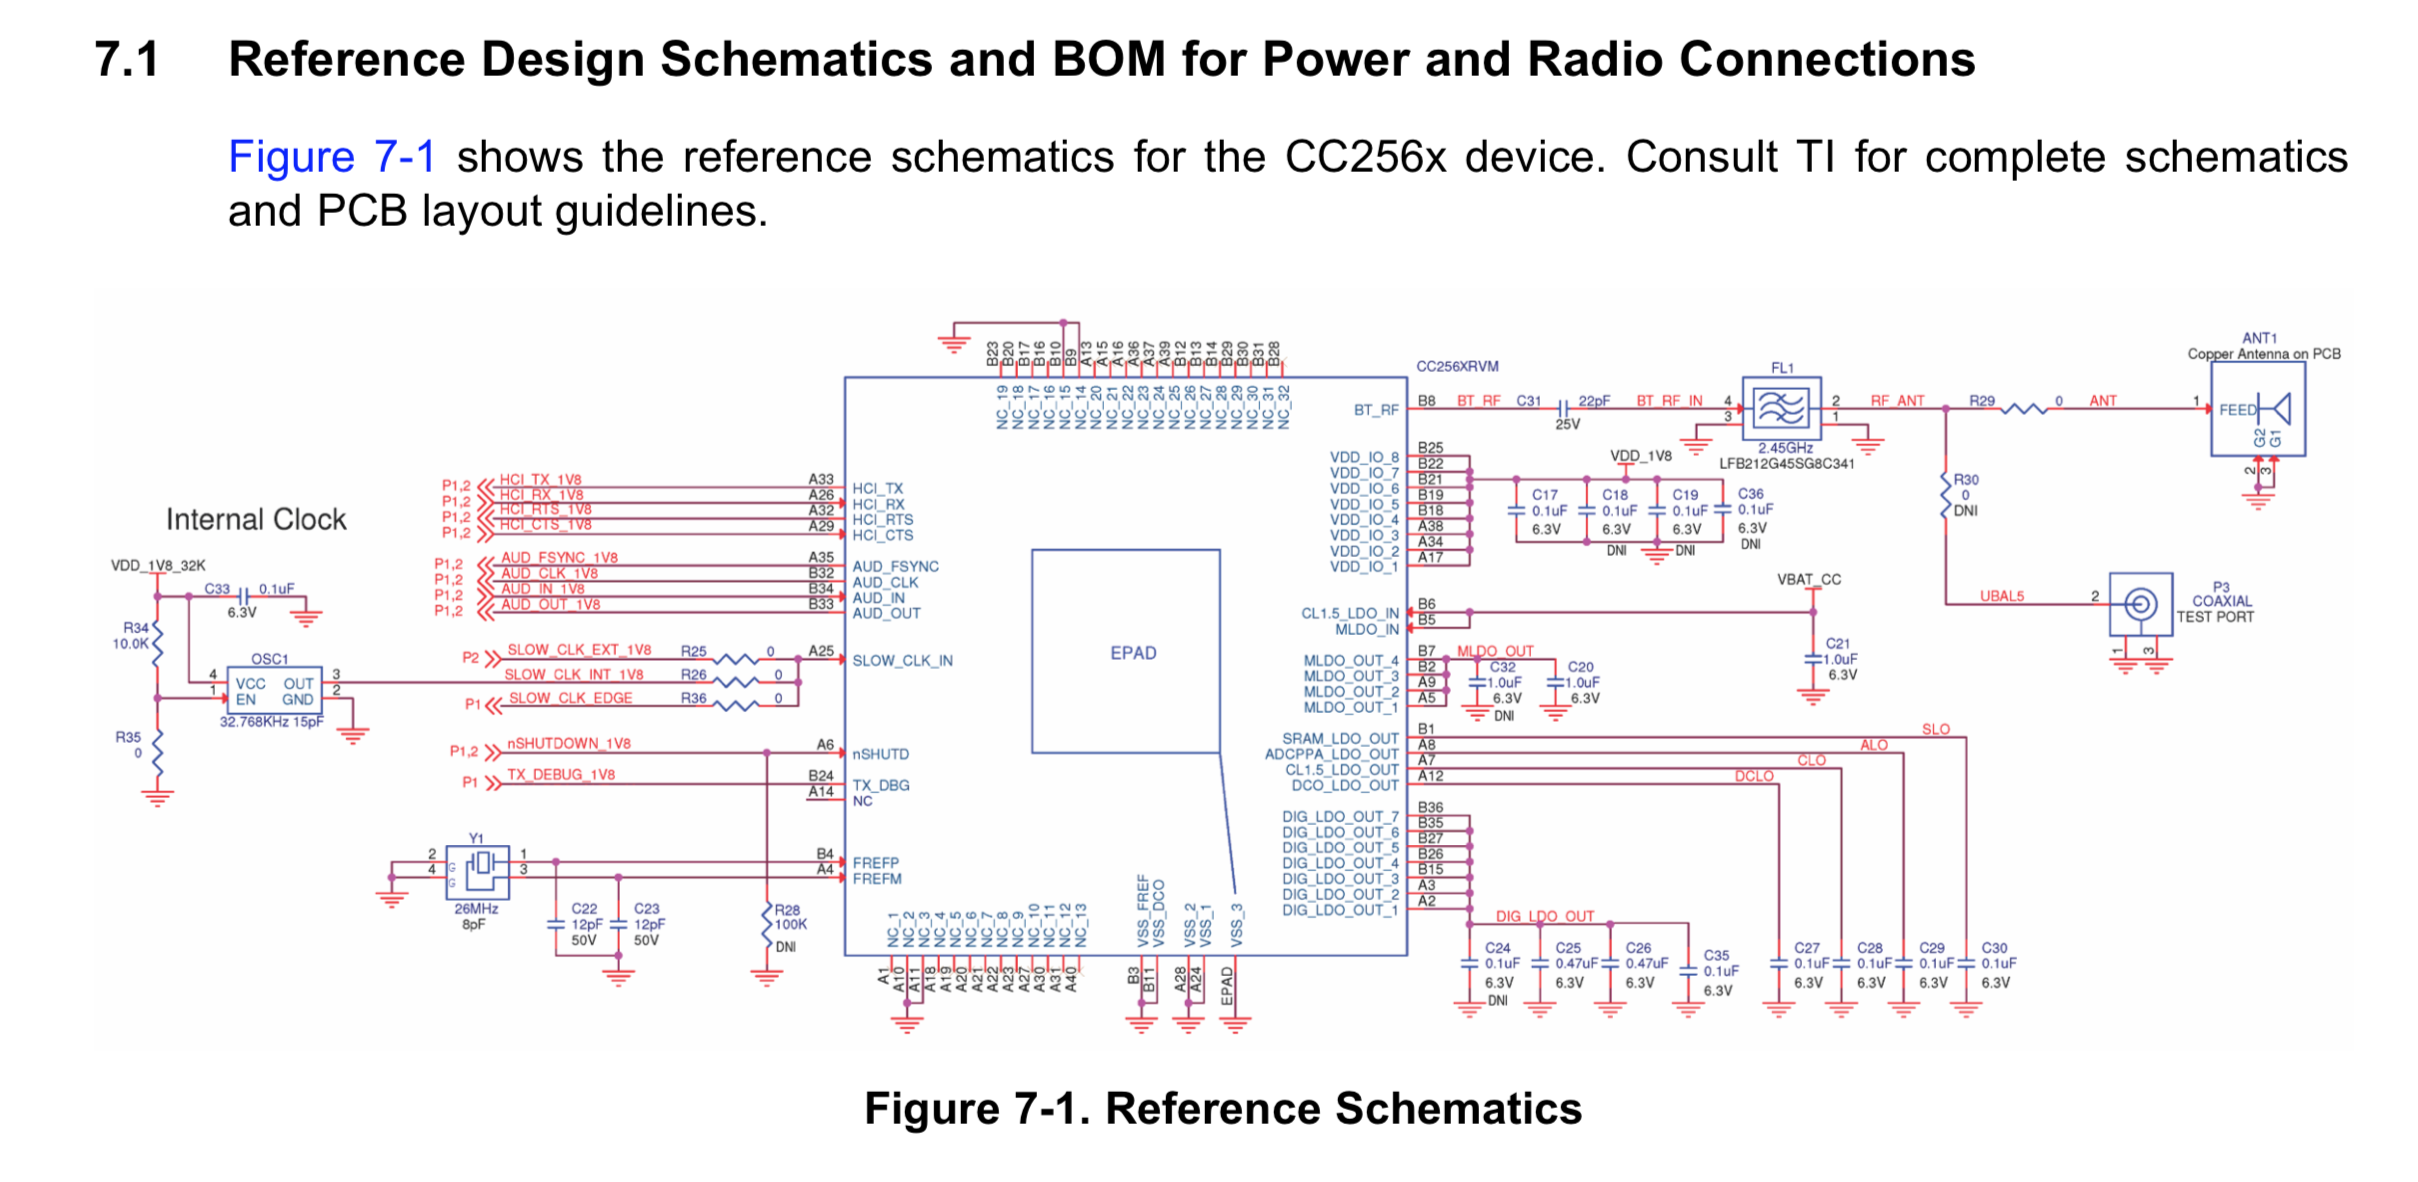 7.1 Reference Design Schematics and BOM for Power and Radio Connections
Figure 7-1 shows the reference schematics for the CC256x device. Consult TI for complete schematics
and PCB layout guidelines.
Internal Clock
VDD_1V8_32K
C33 0.1uF
6.3V
R34
10.0K
R35
0
OSC1
4 VCC OUT 3
1 EN GND 2
32.768KHz 15pF
P1,2 HCI_TX_1V8 A33 HCI_TX
P1,2 HCI_RX_1V8 A26 HCI_RX
P1,2 HCI_RTS_1V8 A32 HCI_RTS
P1,2 HCI_CTS_1V8 A29 HCI_CTS
P1,2 AUD_FSYNC_1V8 A35 AUD_FSYNC
P1,2 AUD_CLK_1V8 B32 AUD_CLK
P1,2 AUD_IN_1V8 B34 AUD_IN
P1,2 AUD_OUT_1V8 B33 AUD_OUT
P2 SLOW_CLK_EXT_1V8 R25 0 A25 SLOW_CLK_IN
SLOW_CLK_INT_1V8 R26 0
P1 SLOW_CLK_EDGE R36 0
P1,2 nSHUTDOWN_1V8 A6 nSHUTD
P1 TX_DEBUG_1V8 B24 TX_DBG
A14 NC
Y1
2 G 1 B4 FREFP
4 G 3 A4 FREFM
26MHz
8pF
C22
12pF
50V
C23
12pF
50V
R28
100K
DNI
B23 B20 B17 B16 B10 B9 A13 A15 A16 A36 A37 A39 B12 B13 B14 B29 B30 B31 B28
NC_19 NC_18 NC_17 NC_16 NC_15 NC_14 NC_20 NC_21 NC_22 NC_23 NC_24 NC_25 NC_26 NC_27 NC_28 NC_29 NC_30 NC_31 NC_32
EPAD
NC_1 NC_2 NC_3 NC_4 NC_5 NC_6 NC_7 NC_8 NC_9 NC_10 NC_11 NC_12 NC_13
A1 A10 A11 A18 A19 A20 A21 A22 A23 A27 A30 A31 A40
VSS_FREF VSS_DCO VSS_2 VSS_1 VSS_3
B3 B11 A28 A24 EPAD
CC256XRVM
BT_RF B8 BT_RF C31 22pF BT_RF_IN 4
25V
3
FL1
2 RF_ANT R29 0 ANT 1 FEED
1
2.45GHz
LFB212G45SG8C341
ANT1
Copper Antenna on PCB
G2 G1
2 3
R30
0
DNI
UBAL5 2
P3
COAXIAL
TEST PORT
1 3
VDD_IO_8 B25
VDD_IO_7 B22
VDD_IO_6 B21
VDD_IO_5 B19
VDD_IO_4 B18
VDD_IO_3 A38
VDD_IO_2 A34
VDD_IO_1 A17
VDD_1V8
C17
0.1uF
6.3V
C18
0.1uF
6.3V
DNI
C19
0.1uF
6.3V
DNI
C36
0.1uF
6.3V
DNI
VBAT_CC
CL1.5_LDO_IN B6
MLDO_IN B5
C21
1.0uF
6.3V
MLDO_OUT_4 B7 MLDO_OUT
MLDO_OUT_3 B2
MLDO_OUT_2 A9
MLDO_OUT_1 A5
C32
1.0uF
6.3V
DNI
C20
1.0uF
6.3V
SRAM_LDO_OUT B1 SLO
ADCPPA_LDO_OUT A8 ALO
CL1.5_LDO_OUT A7 CLO
DCO_LDO_OUT A12 DCLO
DIG_LDO_OUT_7 B36
DIG_LDO_OUT_6 B35
DIG_LDO_OUT_5 B27
DIG_LDO_OUT_4 B26
DIG_LDO_OUT_3 B15
DIG_LDO_OUT_2 A3
DIG_LDO_OUT_1 A2
DIG_LDO_OUT
C24
0.1uF
6.3V
DNI
C25
0.47uF
6.3V
C26
0.47uF
6.3V
C35
0.1uF
6.3V
C27
0.1uF
6.3V
C28
0.1uF
6.3V
C29
0.1uF
6.3V
C30
0.1uF
6.3V
Figure 7-1. Reference Schematics